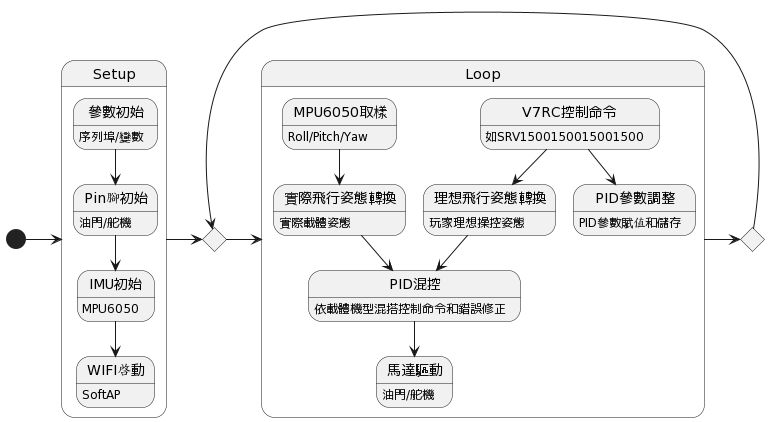 Setup
參數初始
序列埠/變數
Pin腳初始
油門/舵機
IMU初始
MPU6050
WIFI啓動
SoftAP
Loop
MPU6050取樣
Roll/Pitch/Yaw
V7RC控制命令
如SRV1500150015001500
實際飛行姿態轉換
實際載體姿態
理想飛行姿態轉換
玩家理想操控姿態
PID參數調整
PID參數賦值和儲存
PID混控
依載體機型混搭控制命令和錯誤修正
馬達驅動
油門/舵機